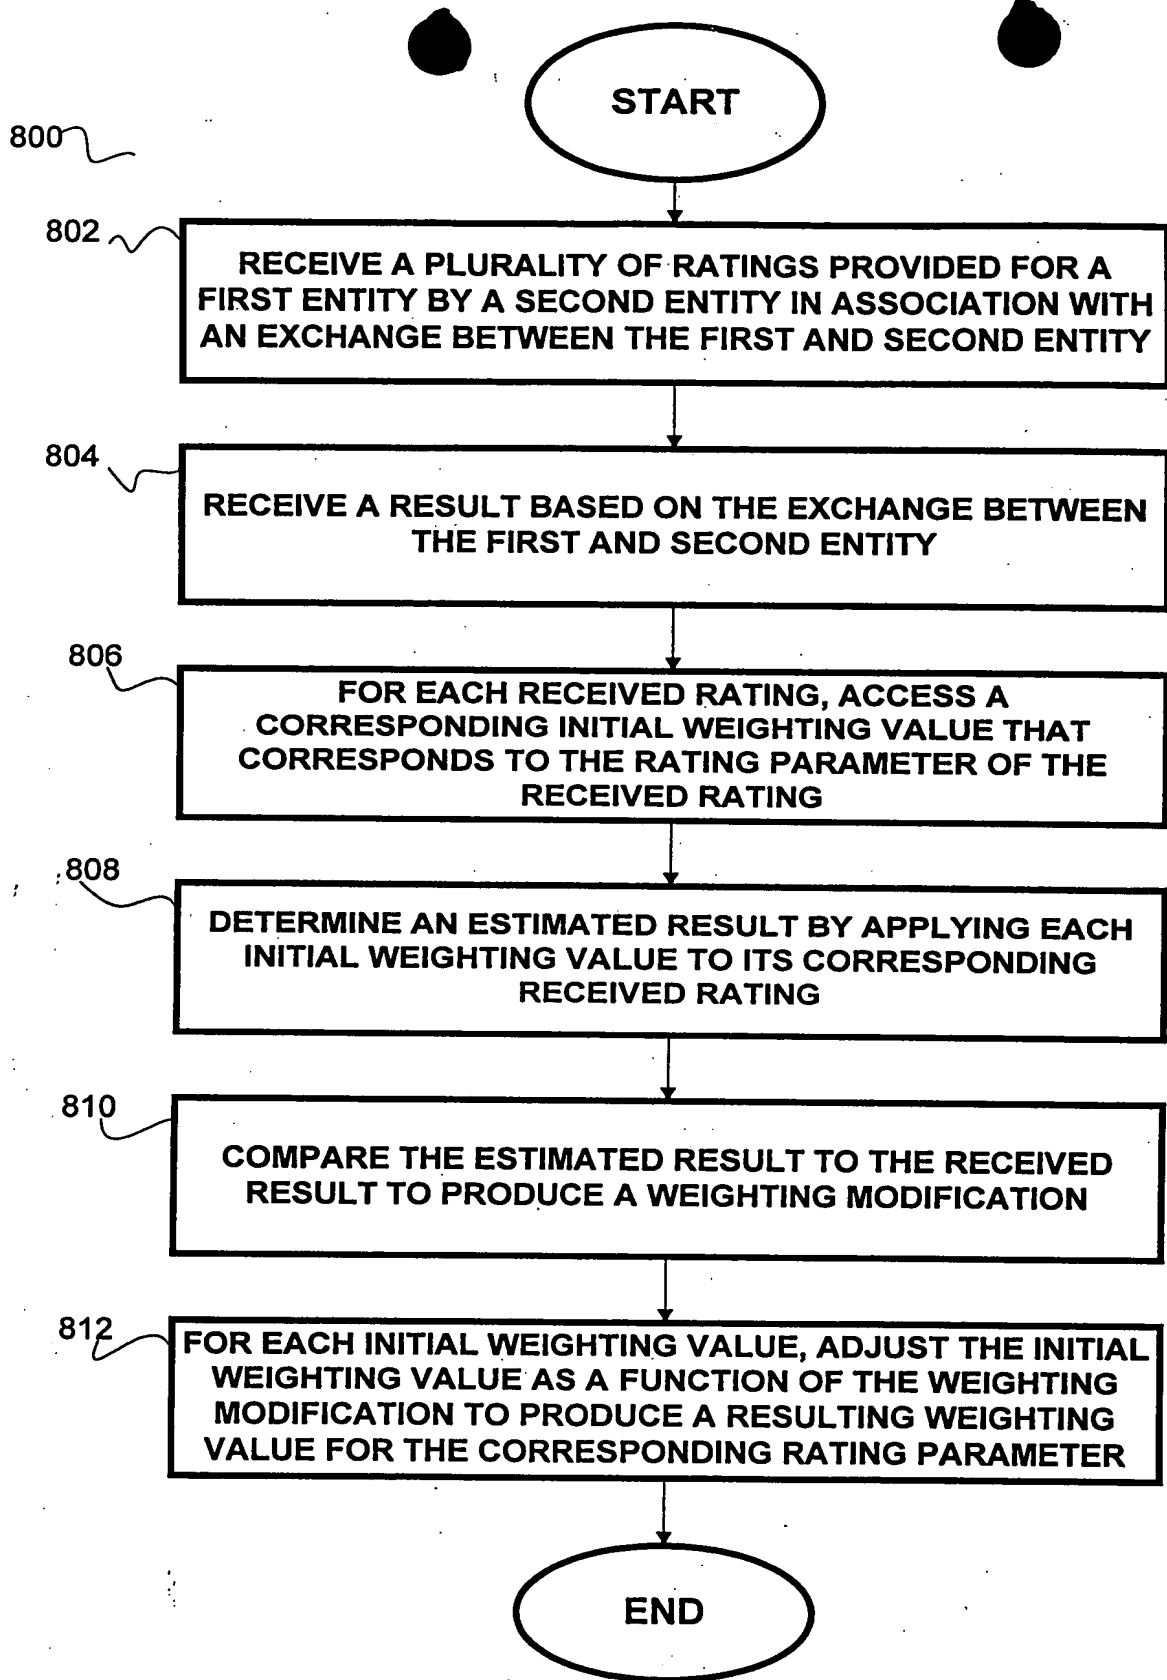 START
800
802
RECEIVE A PLURALITY OF RATINGS PROVIDED FOR A
FIRST ENTITY BY A SECOND ENTITY IN ASSOCIATION WITH
AN EXCHANGE BETWEEN THE FIRST AND SECOND ENTITY
804
RECEIVE A RESULT BASED ON THE EXCHANGE BETWEEN
THE FIRST AND SECOND ENTITY
806
FOR EACH RECEIVED RATING, ACCESS A
CORRESPONDING INITIAL WEIGHTING VALUE THAT
CORRESPONDS TO THE RATING PARAMETER OF THE
RECEIVED RATING
808
DETERMINE AN ESTIMATED RESULT BY APPLYING EACH
INITIAL WEIGHTING VALUE TO ITS CORRESPONDING
RECEIVED RATING
810
COMPARE THE ESTIMATED RESULT TO THE RECEIVED
RESULT TO PRODUCE A WEIGHTING MODIFICATION
812
FOR EACH INITIAL WEIGHTING VALUE, ADJUST THE INITIAL
WEIGHTING VALUE AS A FUNCTION OF THE WEIGHTING
MODIFICATION TO PRODUCE A RESULTING WEIGHTING
VALUE FOR THE CORRESPONDING RATING PARAMETER
END